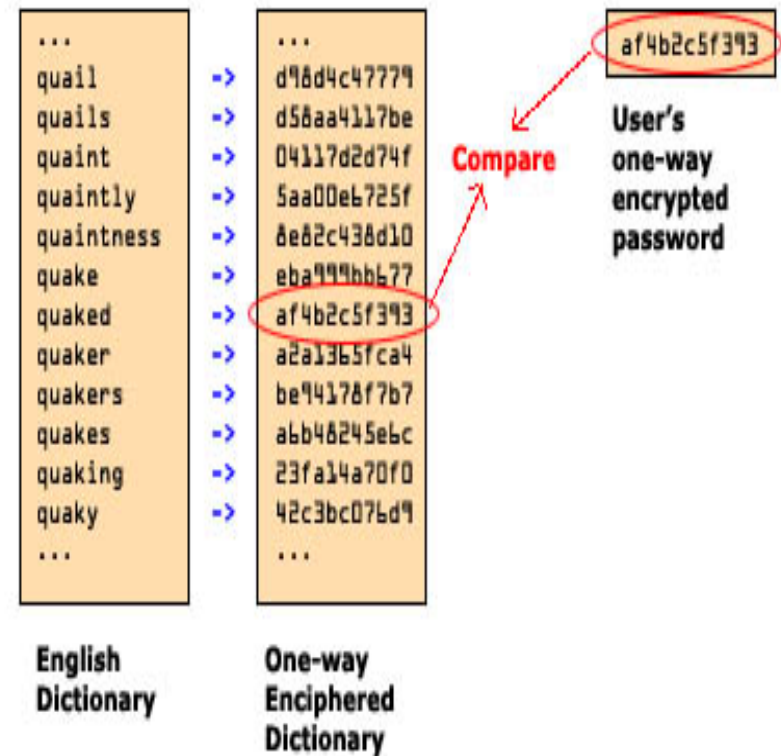 ...
quail -> d98d4c47779
quails -> d58aa4117be
quaint -> 04117d2d74f
quaintly -> 5aa00e6725f
quaintness -> 8e82c438d10
quake -> eba999bb677
quaked -> af4b2c5f393
quaker -> a2a1365fca4
quakers -> be94178f7b7
quakes -> a6b48245e6c
quaking -> 23fa14a70f0
quaky -> 42c3bc076d9
...
English
Dictionary
...
...
One-way
Enciphered
Dictionary
Compare
af4b2c5f393
User's
one-way
encrypted
password